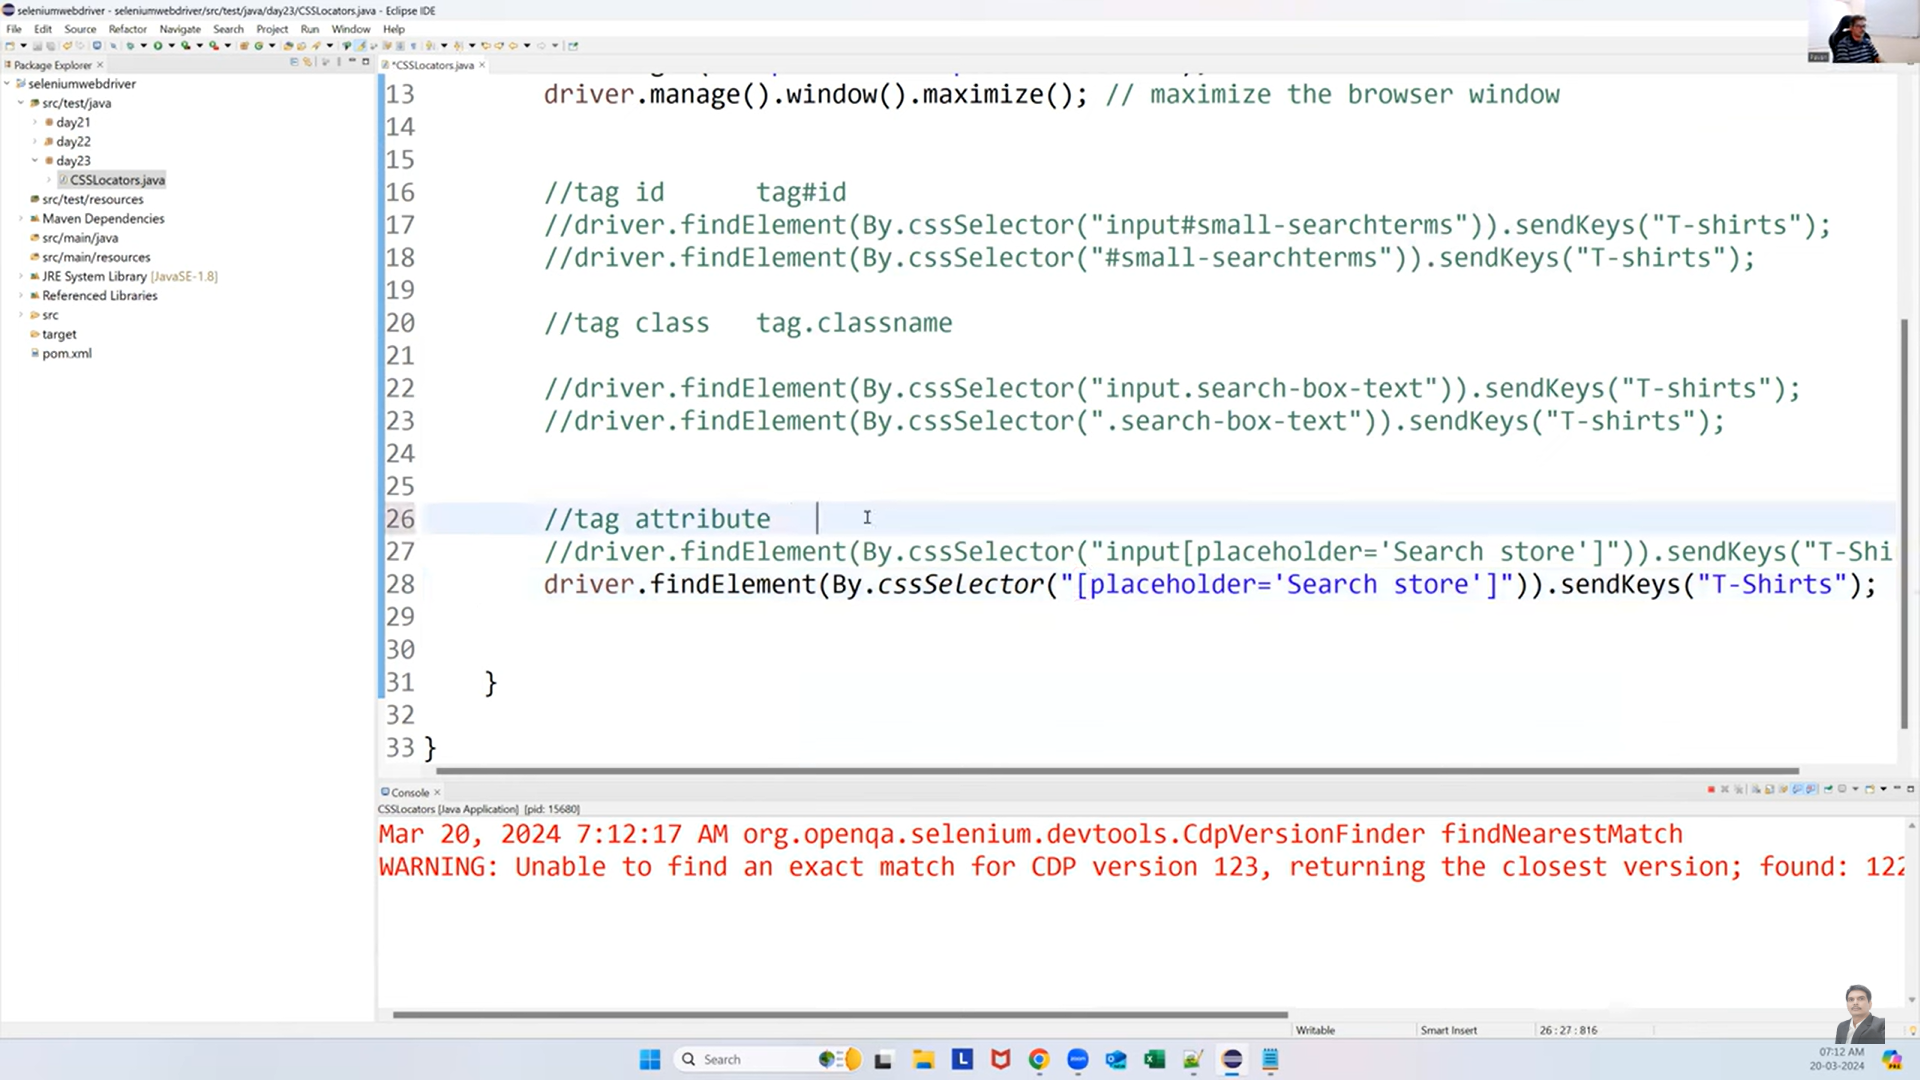 seleniumwebdriver - seleniumwebdriver/src/test/java/day23/CSSLocators.java - Eclipse IDE
File Edit Source Refactor Navigate Search Project Run Window Help
Package Explorer
*CSSLocators.java
seleniumwebdriver
src/test/java
day21
day22
day23
CSSLocators.java
src/test/resources
Maven Dependencies
src/main/java
src/main/resources
JRE System Library [JavaSE-1.8]
Referenced Libraries
src
target
pom.xml
13 driver.manage().window().maximize(); // maximize the browser window
14
15
16 //tag id tag#id
17 //driver.findElement(By.cssSelector("input#small-searchterms")).sendKeys("T-shirts");
18 //driver.findElement(By.cssSelector("#small-searchterms")).sendKeys("T-shirts");
19
20 //tag class tag.classname
21
22 //driver.findElement(By.cssSelector("input.search-box-text")).sendKeys("T-shirts");
23 //driver.findElement(By.cssSelector(".search-box-text")).sendKeys("T-shirts");
24
25
26 //tag attribute
27 //driver.findElement(By.cssSelector("input[placeholder='Search store']")).sendKeys("T-Shi
28 driver.findElement(By.cssSelector("[placeholder='Search store']")).sendKeys("T-Shirts");
29
30
31 }
32
33 }
Console
CSSLocators [Java Application] [pid: 15680]
Mar 20, 2024 7:12:17 AM org.openqa.selenium.devtools.CdpVersionFinder findNearestMatch
WARNING: Unable to find an exact match for CDP version 123, returning the closest version; found: 122
Writable Smart Insert 26 : 27 : 816
Search
07:12 AM
20-03-2024